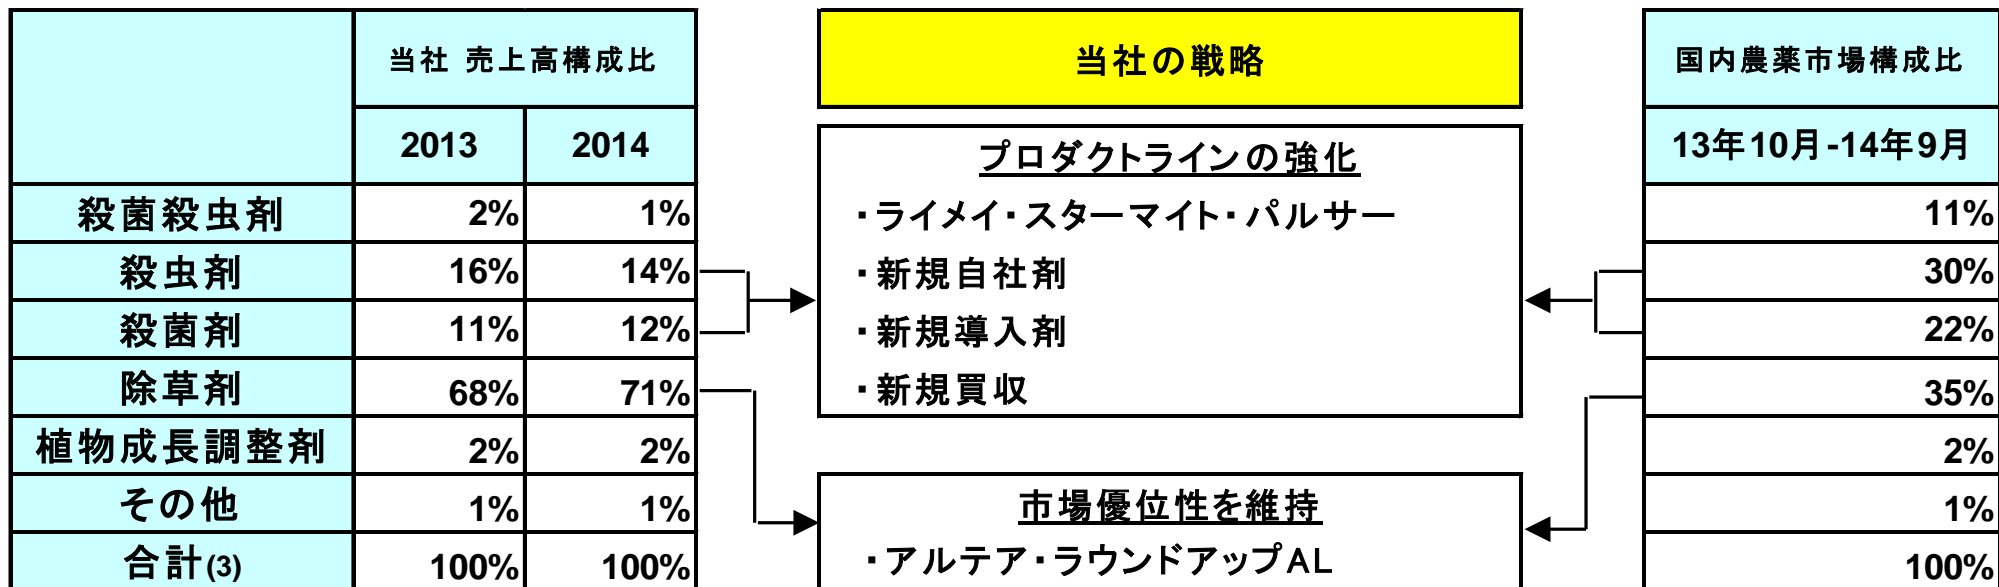 当社 売上高構成比
2013 2014
殺菌殺虫剤 2% 1%
殺虫剤 16% 14%
殺菌剤 11% 12%
除草剤 68% 71%
植物成長調整剤 2% 2%
その他 1% 1%
合計(3) 100% 100%
当社の戦略
プロダクトラインの強化
・ライメイ・スターマイト・パルサー
・新規自社剤
・新規導入剤
・新規買収
市場優位性を維持
・アルテア・ラウンドアップAL
国内農薬市場構成比
13年10月-14年9月
11%
30%
22%
35%
2%
1%
100%